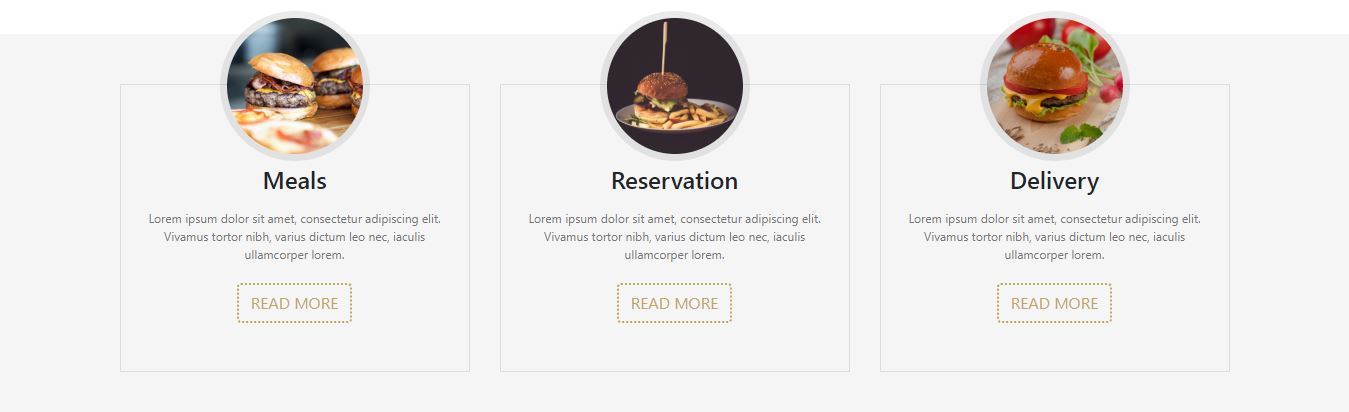 Meals
Lorem ipsum dolor sit amet, consectetur adipiscing elit.
Vivamus tortor nibh, varius dictum leo nec, iaculis
ullamcorper lorem.
READ MORE
Reservation
Lorem ipsum dolor sit amet, consectetur adipiscing elit.
Vivamus tortor nibh, varius dictum leo nec, iaculis
ullamcorper lorem.
READ MORE
Delivery
Lorem ipsum dolor sit amet, consectetur adipiscing elit.
Vivamus tortor nibh, varius dictum leo nec, iaculis
ullamcorper lorem.
READ MORE